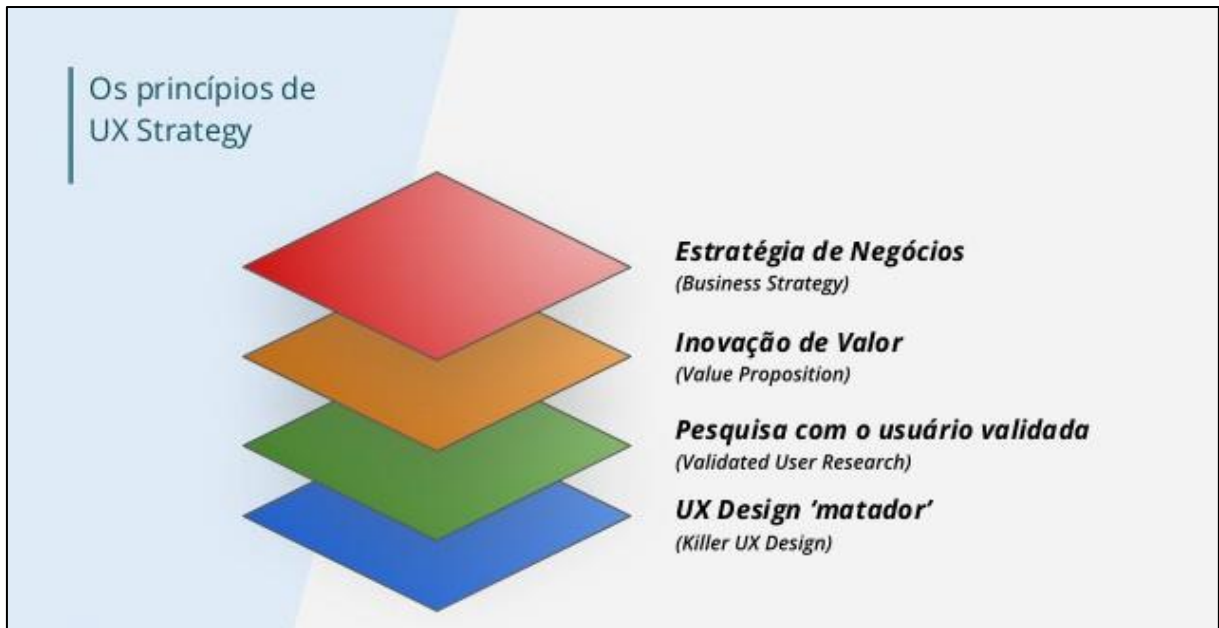 Os princípios de
UX Strategy
Estratégia de Negócios
(Business Strategy)
Inovação de Valor
(Value Proposition)
Pesquisa com o usuário validada
(Validated User Research)
UX Design ‘matador’
(Killer UX Design)